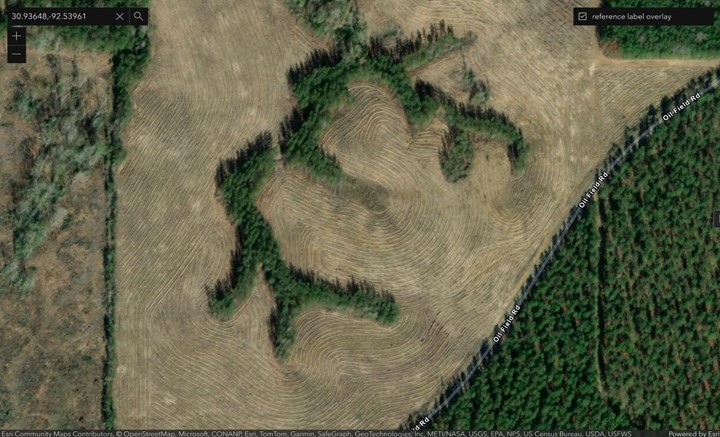 30.93648,-92.53961
reference label overlay
Oil Field Rd
Oil Field Rd
Oil Field Rd
ld Rd
Esri Community Maps Contributors, © OpenStreetMap, Microsoft, CONANP, Esri, TomTom, Garmin, SafeGraph, GeoTechnologies, Inc, METI/NASA, USGS, EPA, NPS, US Census Bureau, USDA, USFWS
Powered by Esri